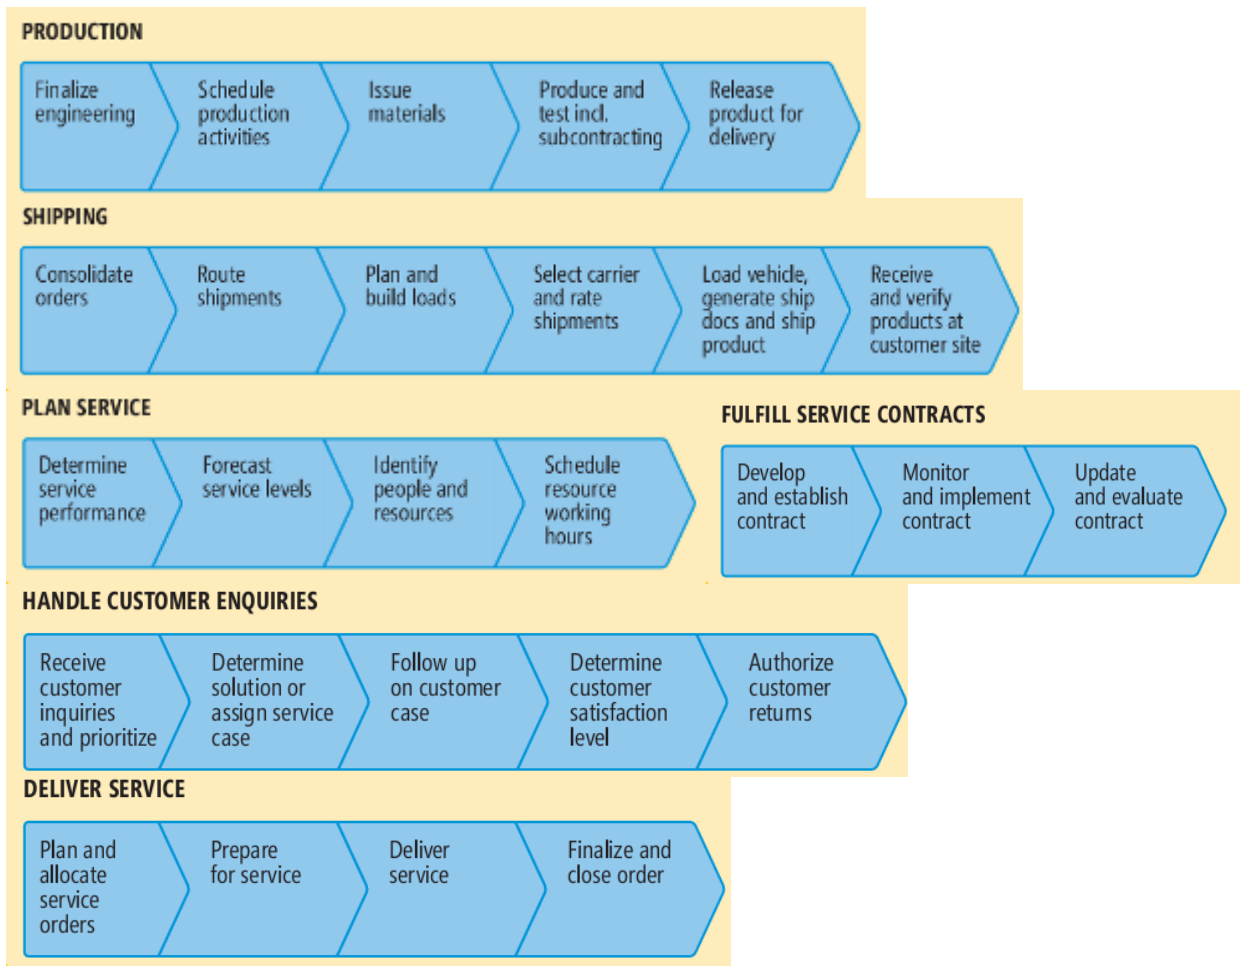 PRODUCTION
Finalize
engineering
Schedule
production
activities
Issue
materials
Produce and
test incl.
subcontracting
Release
product for
delivery
SHIPPING
Consolidate
orders
Route
shipments
Plan and
build loads
Select carrier
and rate
shipments
Load vehicle,
generate ship
docs and ship
product
Receive
and verify
products at
customer site
PLAN SERVICE
Determine
service
performance
Forecast
service levels
Identify
people and
resources
Schedule
resource
working
hours
FULFILL SERVICE CONTRACTS
Develop
and establish
contract
Monitor
and implement
contract
Update
and evaluate
contract
HANDLE CUSTOMER ENQUIRIES
Receive
customer
inquiries
and prioritize
Determine
solution or
assign service
case
Follow up
on customer
case
Determine
customer
satisfaction
level
Authorize
customer
returns
DELIVER SERVICE
Plan and
allocate
service
orders
Prepare
for service
Deliver
service
Finalize and
close order